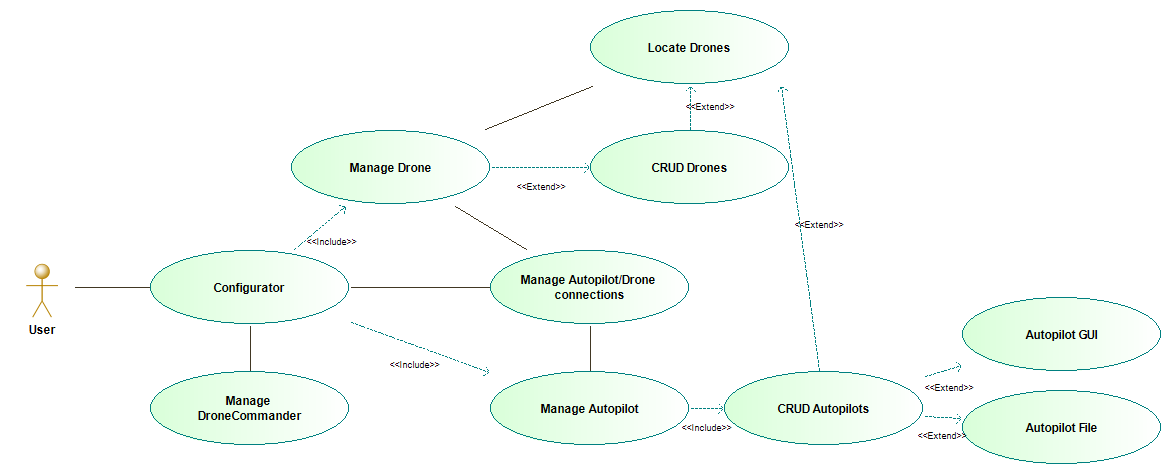 Locate Drones
<<Extend>>
Manage Drone
CRUD Drones
<<Extend>>
<<Extend>>
<<Include>>
Configurator
Manage Autopilot/Drone
connections
User
Autopilot GUI
<<Include>>
<<Extend>>
Manage
DroneCommander
Manage Autopilot
CRUD Autopilots
<<Include>>
<<Extend>>
Autopilot File